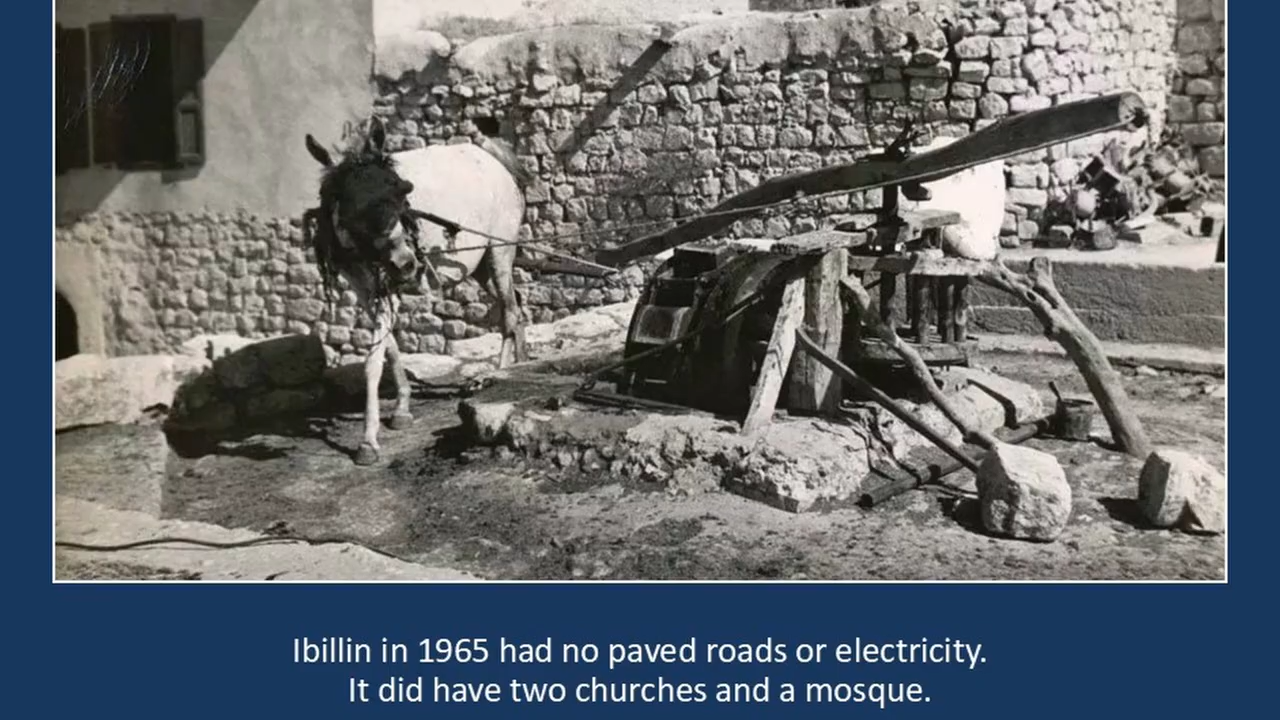 Ibillin in 1965 had no paved roads or electricity.
It did have two churches and a mosque.